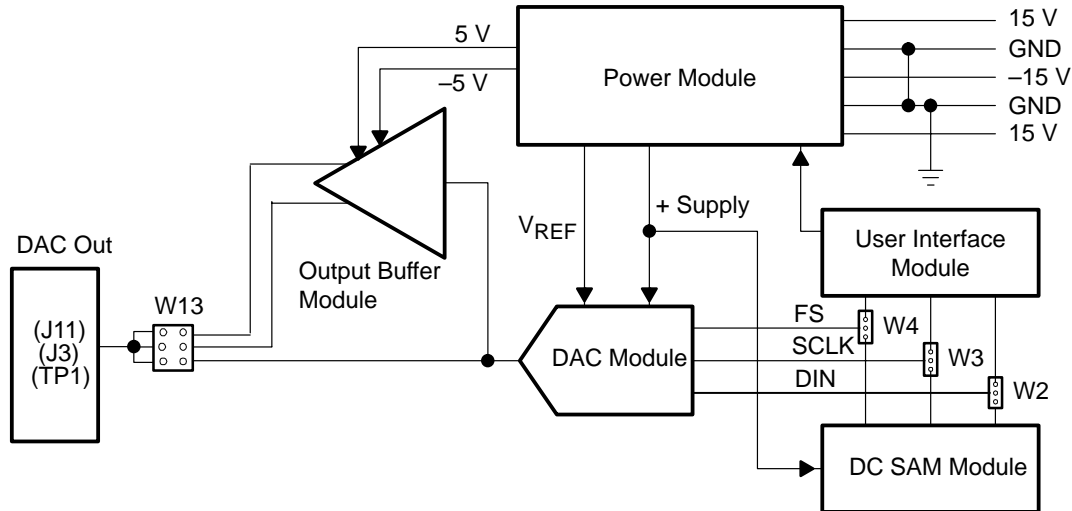 15 V
GND
–15 V
GND
15 V
5 V
–5 V
Power Module
VREF
+ Supply
User Interface
Module
DAC Out
Output Buffer
Module
W13
(J11)
(J3)
(TP1)
DAC Module
FS
SCLK
DIN
W4
W3
W2
DC SAM Module